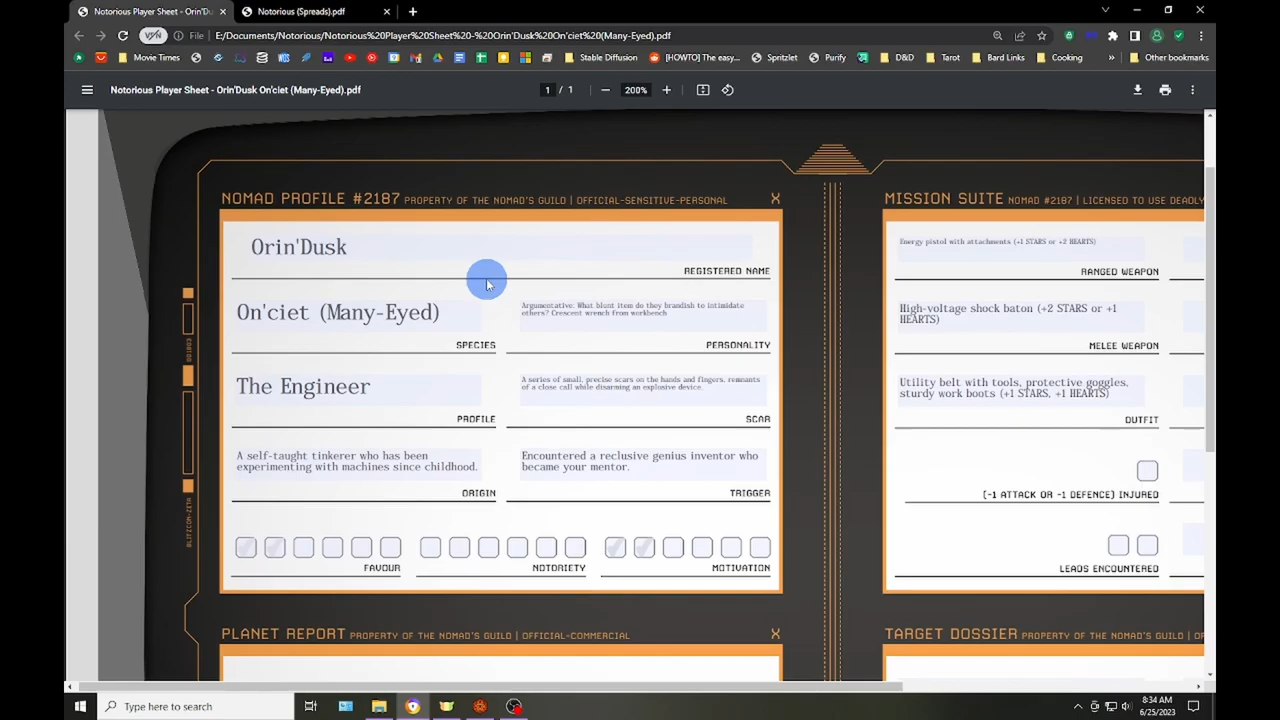 Notorious Player Sheet - Orin'Du
Notorious (Spreads).pdf
VPN
File
E:/Documents/Notorious/Notorious%20Player%20Sheet%20-%20Orin'Dusk%20On'ciet%20(Many-Eyed).pdf
Movie Times
Stable Diffusion
[HOWTO] The easy...
Spritzlet
Purify
D&D
Tarot
Bard Links
Cooking
Other bookmarks
Notorious Player Sheet - Orin'Dusk On'ciet (Many-Eyed).pdf
1 / 1
200%
NOMAD PROFILE #2187 PROPERTY OF THE NOMAD'S GUILD | OFFICIAL-SENSITIVE-PERSONAL X
Orin'Dusk
REGISTERED NAME
On'ciet (Many-Eyed)
SPECIES
Argumentative: What blunt item do they brandish to intimidate
others? Crescent wrench from workbench
PERSONALITY
The Engineer
PROFILE
A series of small, precise scars on the hands and fingers, remnants
of a close call while disarming an explosive device.
SCAR
A self-taught tinkerer who has been
experimenting with machines since childhood.
ORIGIN
Encountered a reclusive genius inventor who
became your mentor.
TRIGGER
FAVOUR
NOTORIETY
MOTIVATION
MISSION SUITE NOMAD #2187 | LICENSED TO USE DEADLY
Energy pistol with attachments (+1 STARS or +2 HEARTS)
RANGED WEAPON
High-voltage shock baton (+2 STARS or +1
HEARTS)
MELEE WEAPON
Utility belt with tools, protective goggles,
sturdy work boots (+1 STARS, +1 HEARTS)
OUTFIT
(-1 ATTACK OR -1 DEFENCE) INJURED
LEADS ENCOUNTERED
PLANET REPORT PROPERTY OF THE NOMAD'S GUILD | OFFICIAL-COMMERCIAL X
TARGET DOSSIER PROPERTY OF THE NOMAD'S GUILD |
Type here to search
8:34 AM
6/25/2023